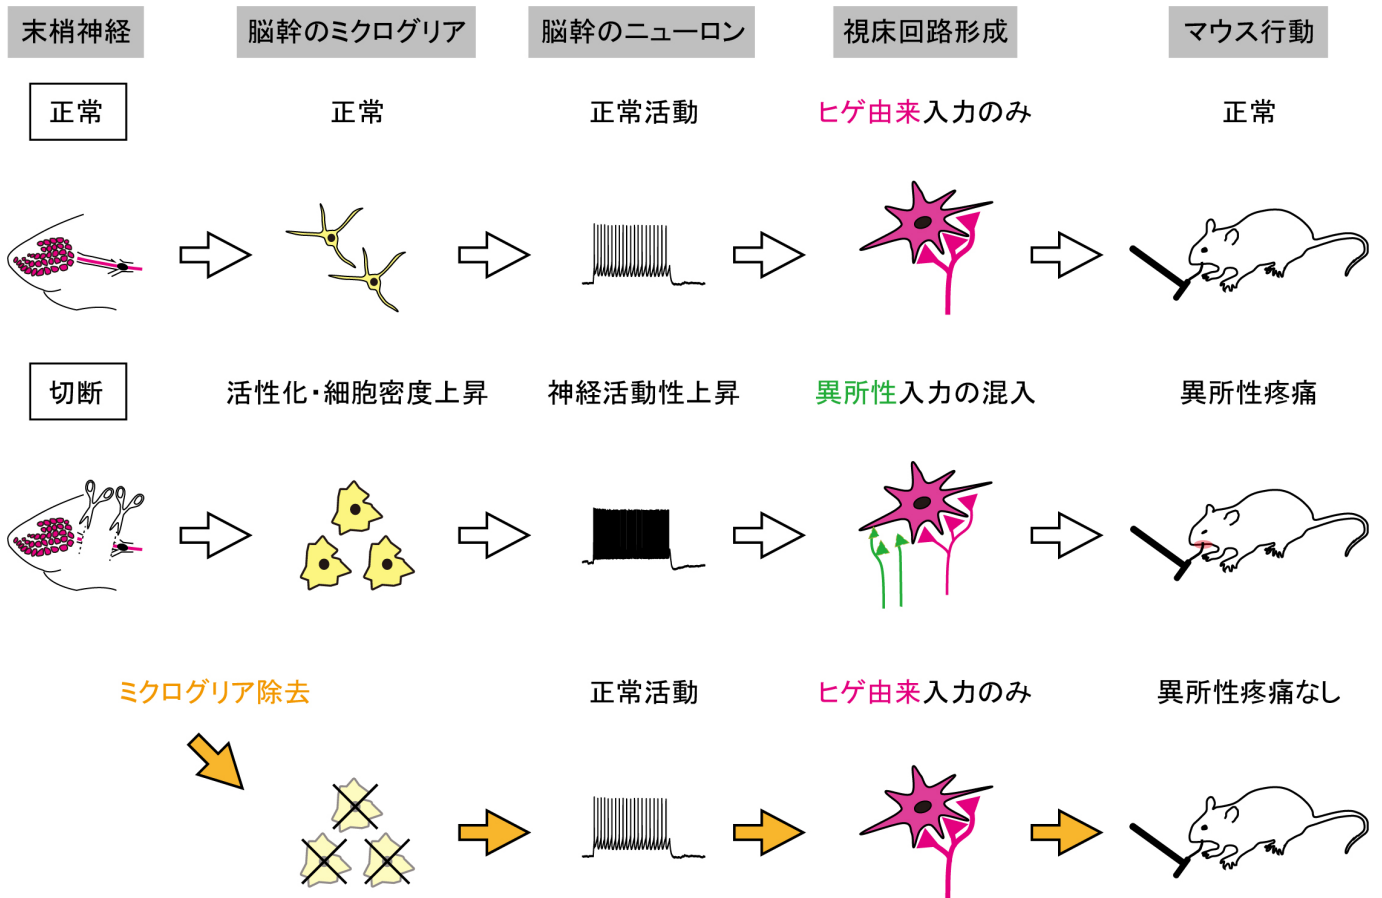 末梢神経
脳幹のミクログリア
脳幹のニューロン
視床回路形成
マウス行動
正常
正常
正常活動
ヒゲ由来入力のみ
正常
切断
活性化・細胞密度上昇
神経活動性上昇
異所性入力の混入
異所性疼痛
ミクログリア除去
正常活動
ヒゲ由来入力のみ
異所性疼痛なし